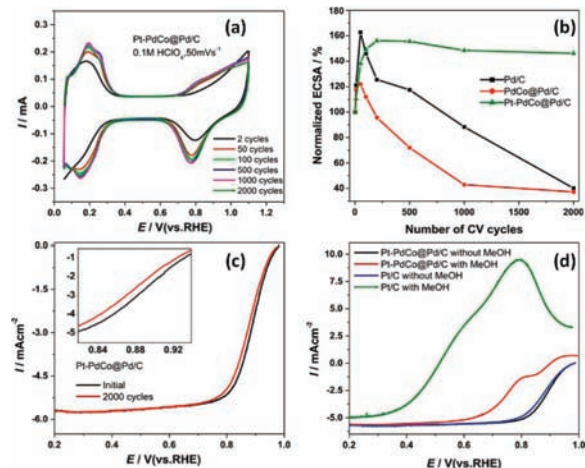 (a)
Pt-PdCo@Pd/C
0.1M HClO4,50mVs-1
2 cycles
50 cycles
100 cycles
500 cycles
1000 cycles
2000 cycles
0.3
0.2
0.1
0.0
0.1
0.2
0.3
I / mA
0.0 0.2 0.4 0.6 0.8 1.0 1.2
E / V(vs.RHE)
(b)
Pd/C
PdCo@Pd/C
Pt-PdCo@Pd/C
180
160
140
120
100
80
60
40
Normalized ECSA / %
0 500 1000 1500 2000
Number of CV cycles
(c)
-1
-2
-3
-4
-5
0.84 0.88 0.92
Pt-PdCo@Pd/C
Initial
2000 cycles
0.0
-1.5
-3.0
-4.5
-6.0
I / mAcm-2
0.2 0.4 0.6 0.8 1.0
E / V(vs.RHE)
(d)
Pt-PdCo@Pd/C without MeOH
Pt-PdCo@Pd/C with MeOH
Pt/C without MeOH
Pt/C with MeOH
10.0
7.5
5.0
2.5
0.0
-2.5
-5.0
I / mAcm-2
0.2 0.4 0.6 0.8 1.0
E / V(vs.RHE)